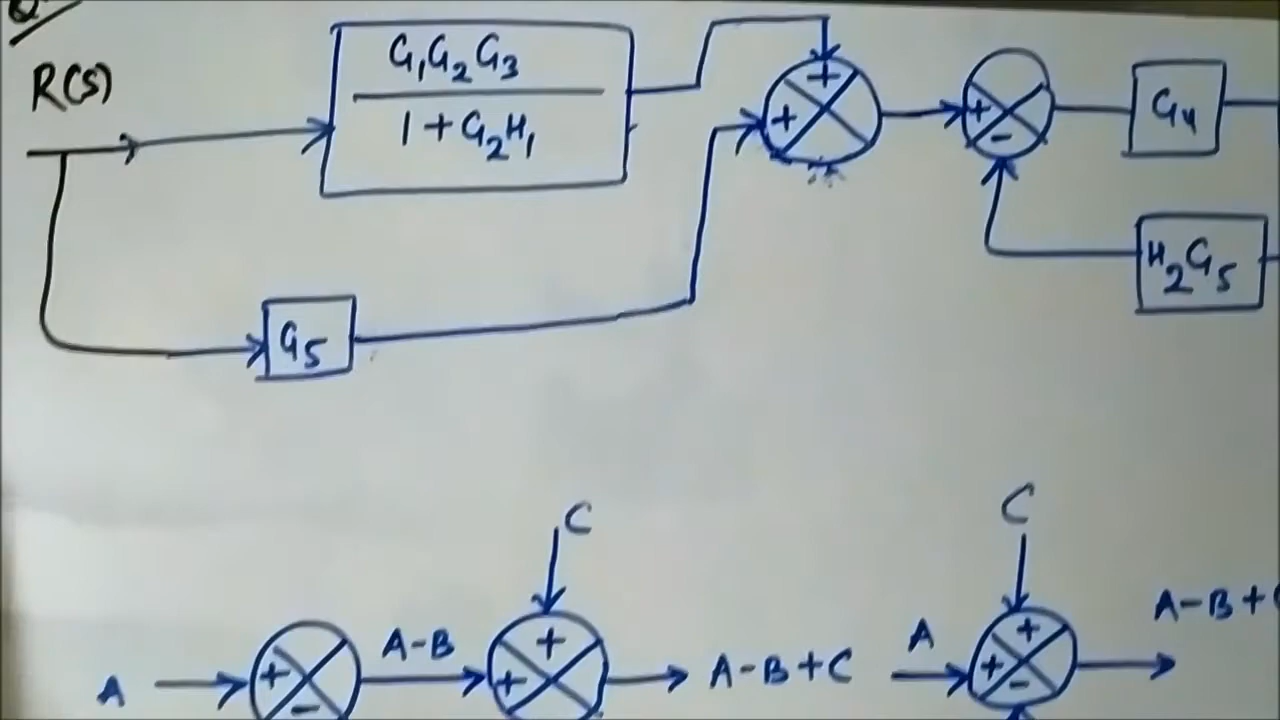 R(S)
G₁G₂G₃
1 + G₂H₁
+
+
+
-
G₄
H₂G₅
G₅
C
C
A
+
-
A-B
+
+
A-B+C
A
+
+
-
A-B+